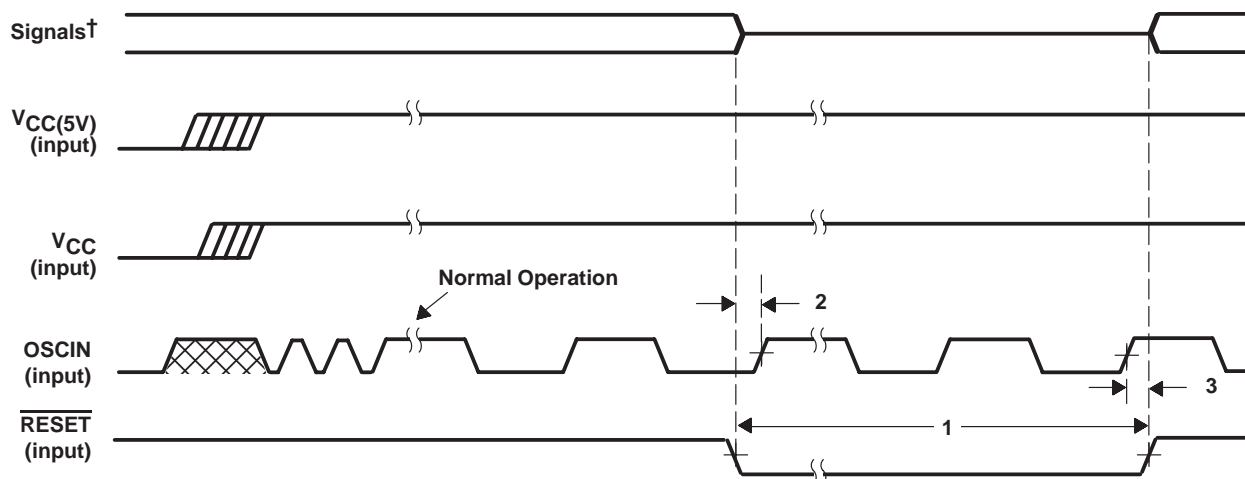 Signals†
VCC(5V)
(input)
VCC
(input)
Normal Operation
2
OSCIN
(input)
3
RESET
(input)
1